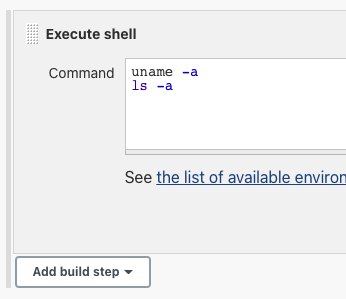 Execute shell
Command
uname -a
ls -a
See the list of available environ
Add build step